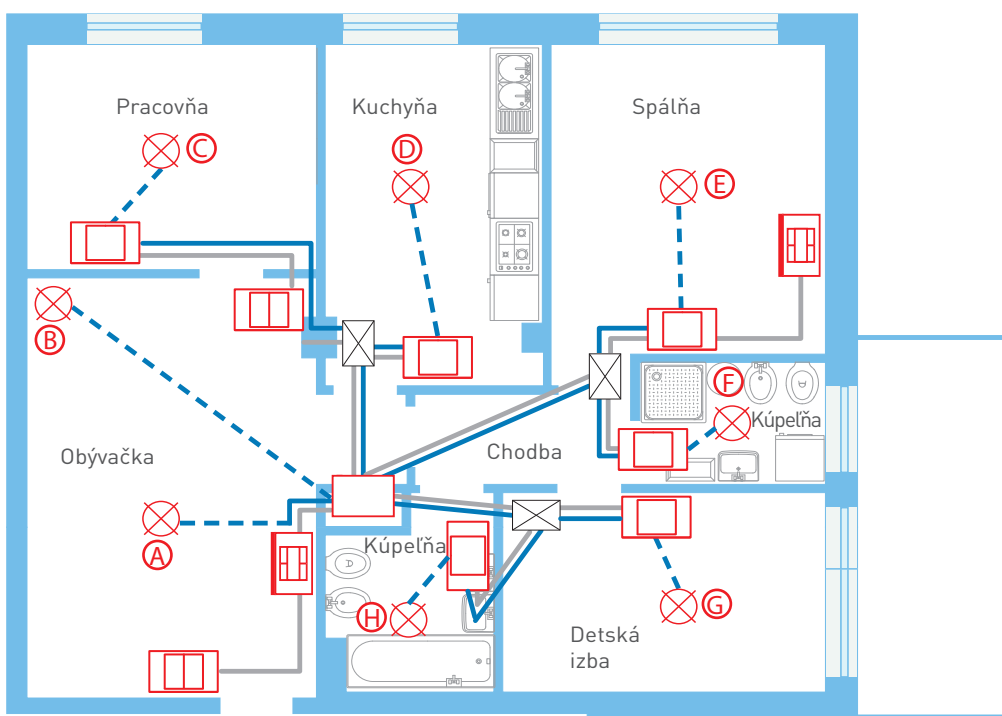 Pracovňa
Kuchyňa
Spálňa
C
D
E
B
F
Kúpeľňa
Obývačka
Chodba
A
Kúpeľňa
H
G
Detská
izba